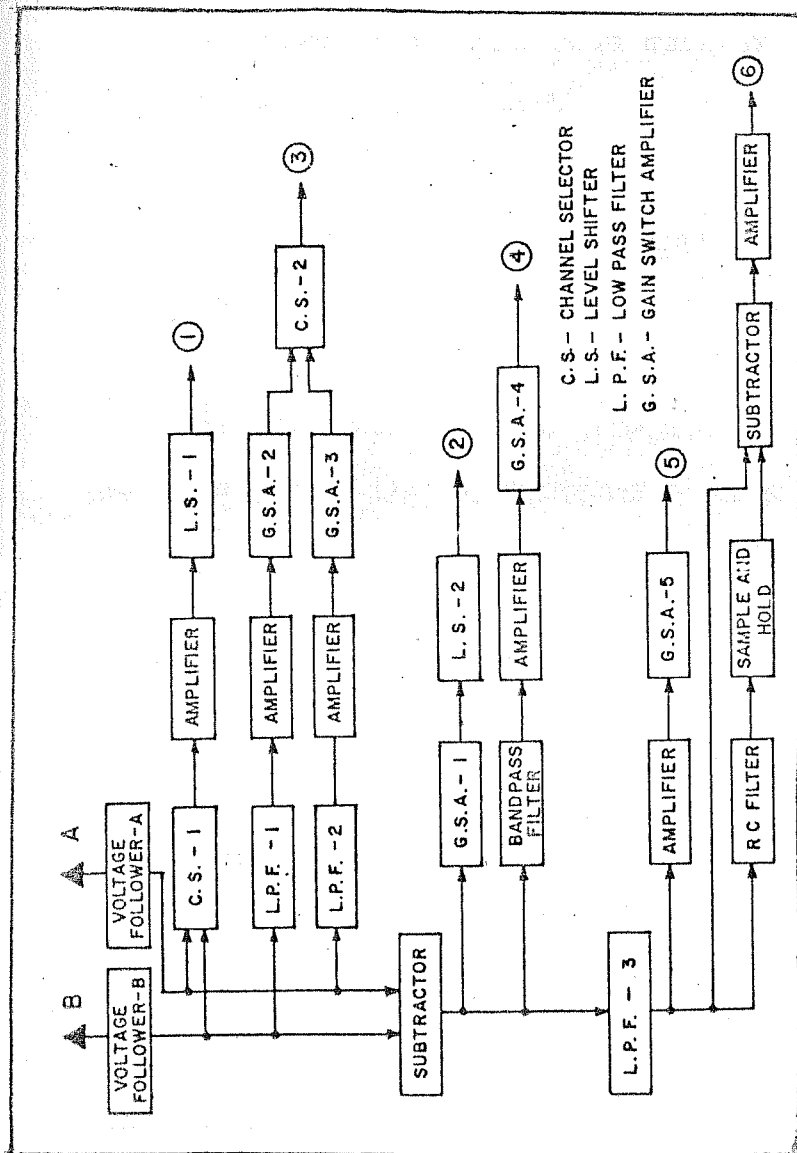 B
A
VOLTAGE
FOLLOWER-B
VOLTAGE
FOLLOWER-A
C.S.-1
AMPLIFIER
L.S.-1
1
L.P.F.-1
AMPLIFIER
G.S.A.-2
L.P.F.-2
AMPLIFIER
G.S.A.-3
C.S.-2
3
SUBTRACTOR
G.S.A.-1
L.S.-2
2
BANDPASS
FILTER
AMPLIFIER
G.S.A.-4
4
C.S.- CHANNEL SELECTOR
L.S.- LEVEL SHIFTER
L.P.F.- LOW PASS FILTER
G.S.A.- GAIN SWITCH AMPLIFIER
L.P.F.-3
AMPLIFIER
G.S.A.-5
5
RC FILTER
SAMPLE AND
HOLD
SUBTRACTOR
AMPLIFIER
6